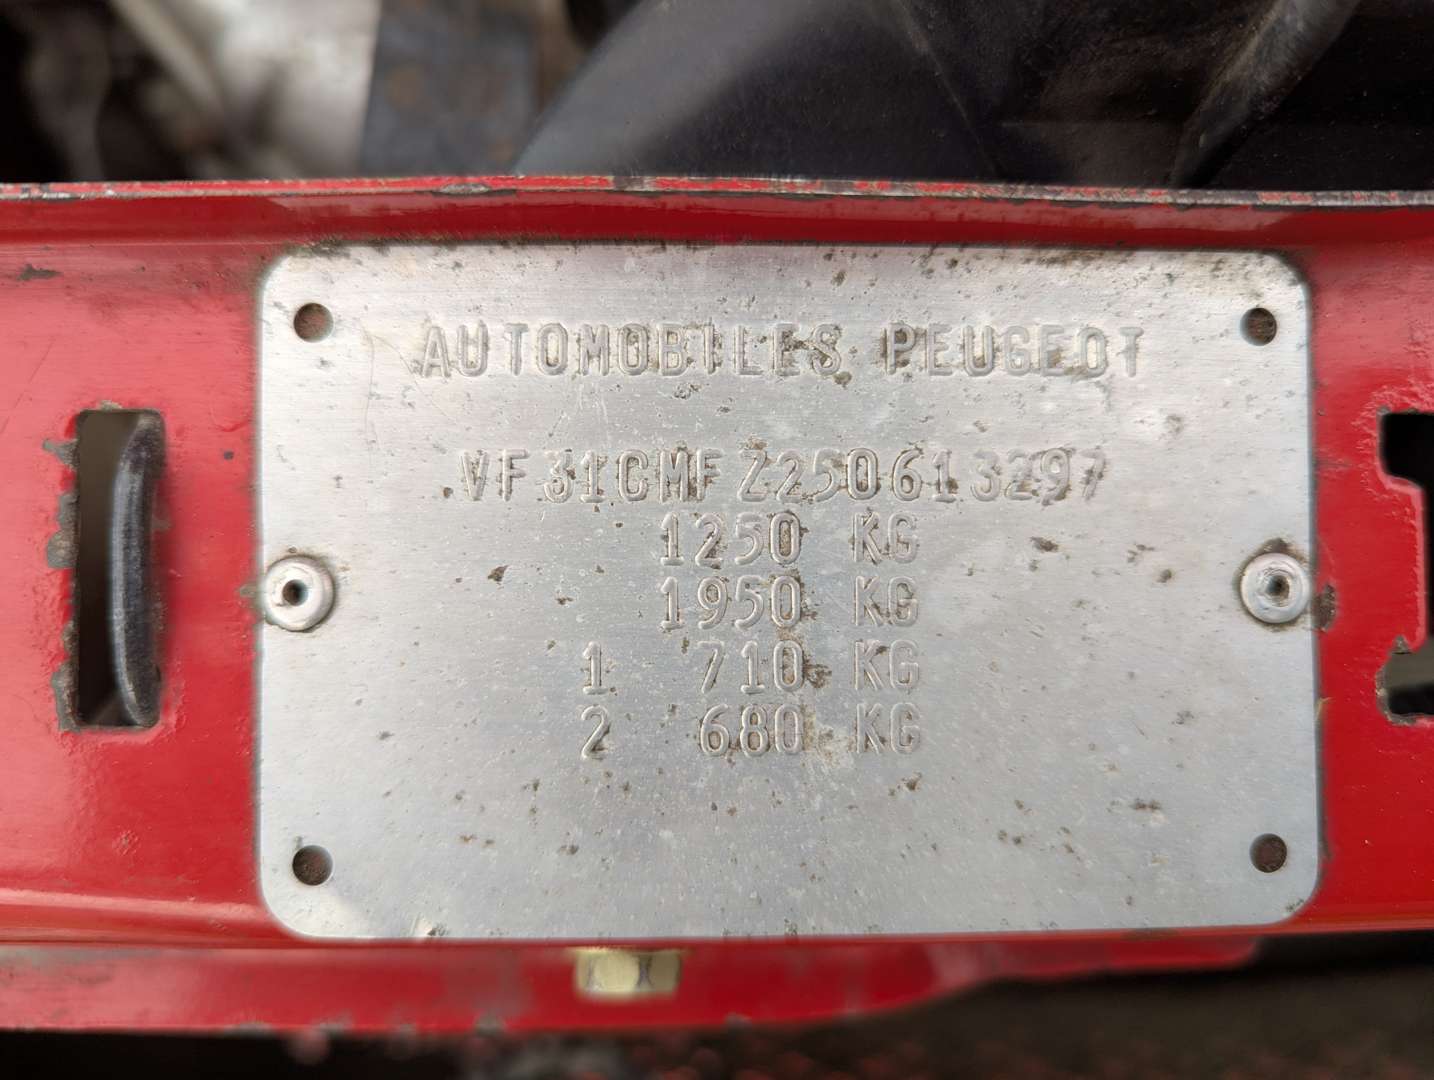 AUTOMOBILES PEUGEOT
VF31CMFZ250613297
1250 KG
1950 KG
1 710 KG
2 680 KG